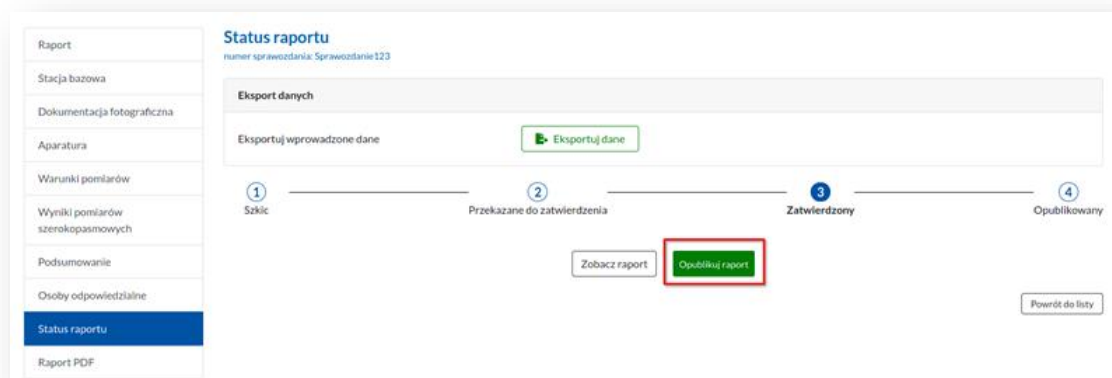 Raport
Stacja bazowa
Dokumentacja fotograficzna
Aparatura
Warunki pomiarów
Wyniki pomiarów
szerokopasmowych
Podsumowanie
Osoby odpowiedzialne
Status raportu
Raport PDF
Status raportu
numer sprawozdania: Sprawozdanie123
Eksport danych
Eksportuj wprowadzone dane
Eksportuj dane
1
Szkic
2
Przekazane do zatwierdzenia
3
Zatwierdzony
4
Opublikowany
Zobacz raport
Opublikuj raport
Powrót do listy